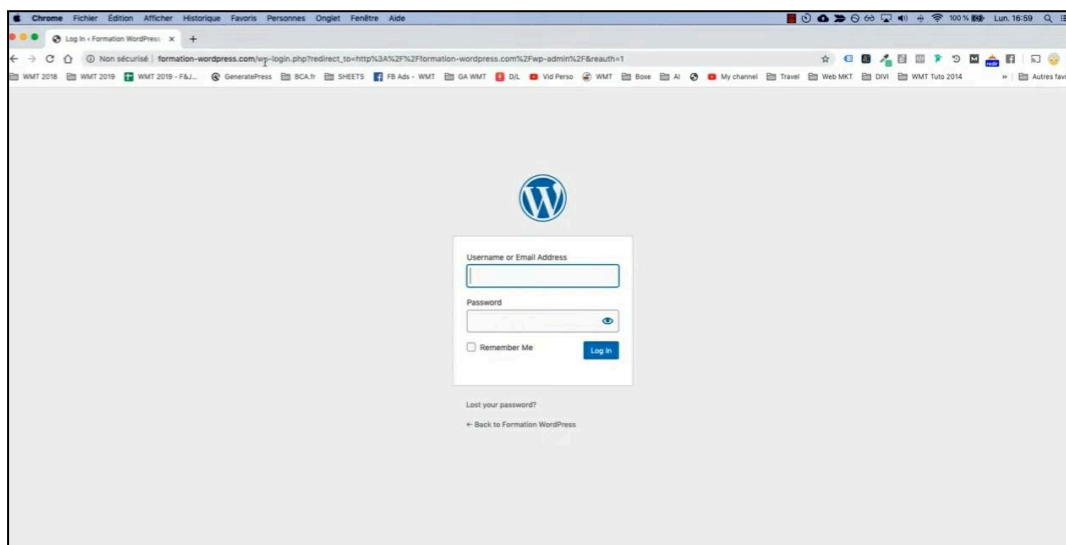 Chrome Fichier Édition Afficher Historique Favoris Personnes Onglet Fenêtre Aide 100 % Lun. 16:59
Log In ‹ Formation WordPress
Non sécurisé | formation-wordpress.com/wp-login.php?redirect_to=http%3A%2F%2Fformation-wordpress.com%2Fwp-admin%2F&reauth=1
WMT 2018 WMT 2019 WMT 2019 - F&J... GeneratePress BCA.fr SHEETS FB Ads - WMT GA WMT D/L Vid Perso WMT Boxe AI My channel Travel Web MKT DIVI WMT Tuto 2014 » Autres fav
Username or Email Address
Password
Remember Me
Log In
Lost your password?
← Back to Formation WordPress